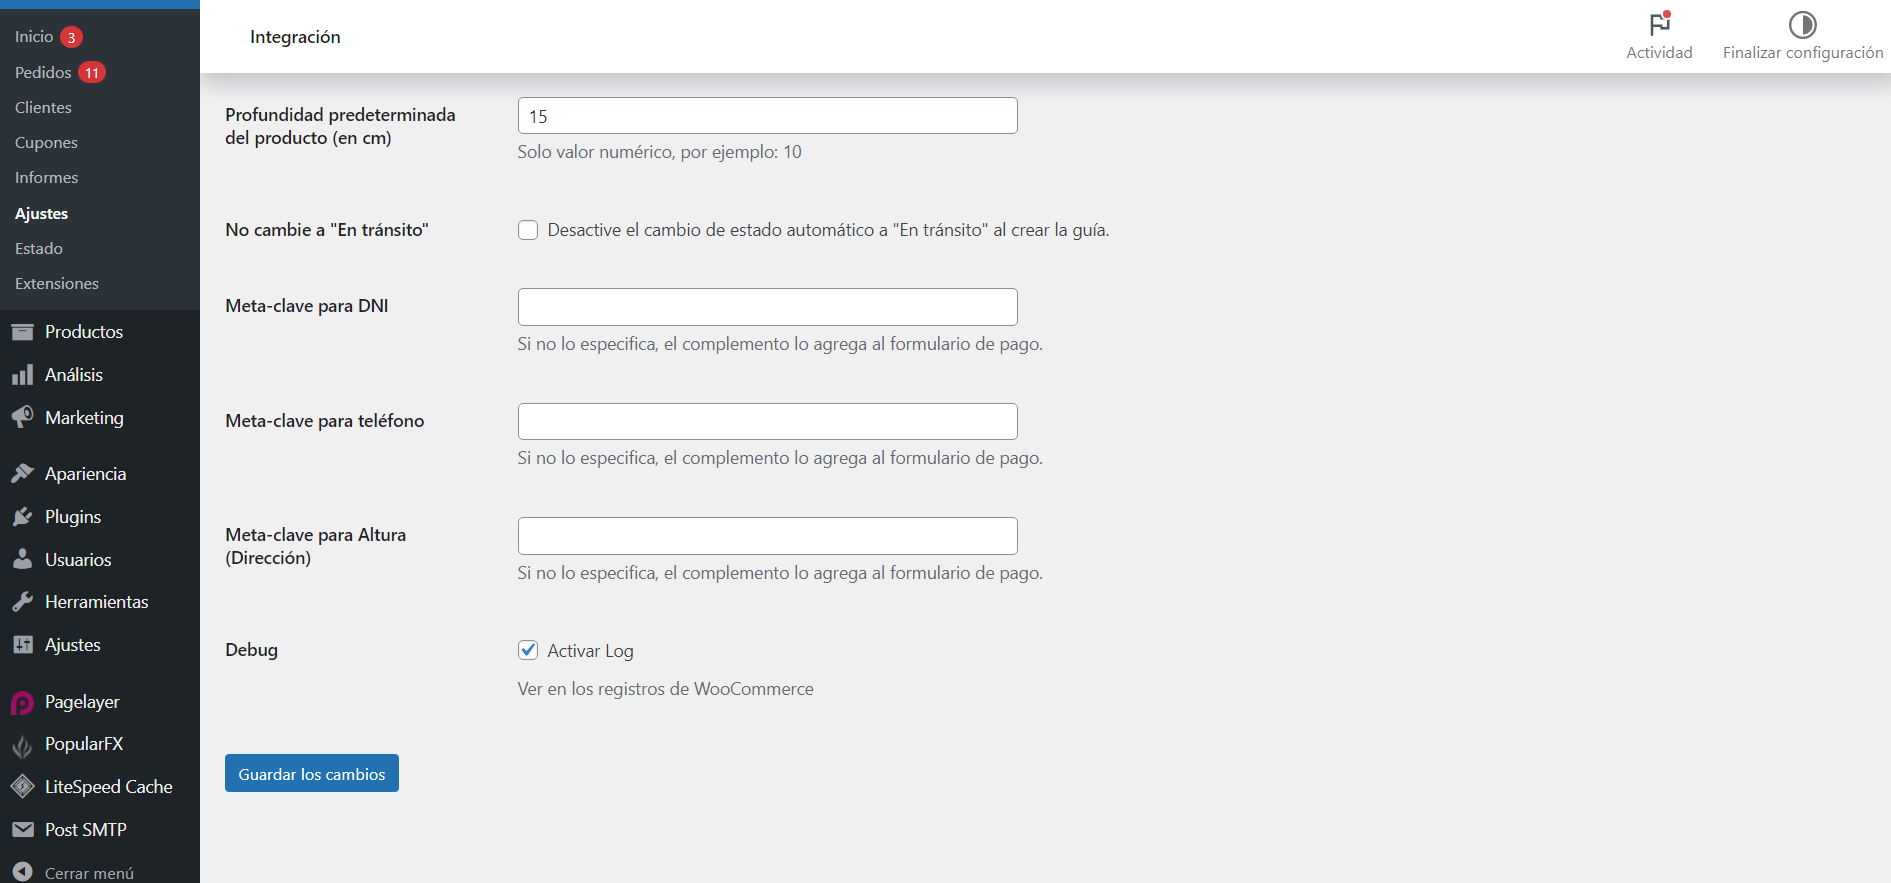 Inicio 3
Pedidos 11
Clientes
Cupones
Informes
Ajustes
Estado
Extensiones
Productos
Análisis
Marketing
Apariencia
Plugins
Usuarios
Herramientas
Ajustes
Pagelayer
PopularFX
LiteSpeed Cache
Post SMTP
Cerrar menú
Integración
Actividad
Finalizar configuración
Profundidad predeterminada
del producto (en cm)
15
Solo valor numérico, por ejemplo: 10
No cambie a "En tránsito"
Desactive el cambio de estado automático a "En tránsito" al crear la guía.
Meta-clave para DNI
Si no lo especifica, el complemento lo agrega al formulario de pago.
Meta-clave para teléfono
Si no lo especifica, el complemento lo agrega al formulario de pago.
Meta-clave para Altura
(Dirección)
Si no lo especifica, el complemento lo agrega al formulario de pago.
Debug
Activar Log
Ver en los registros de WooCommerce
Guardar los cambios